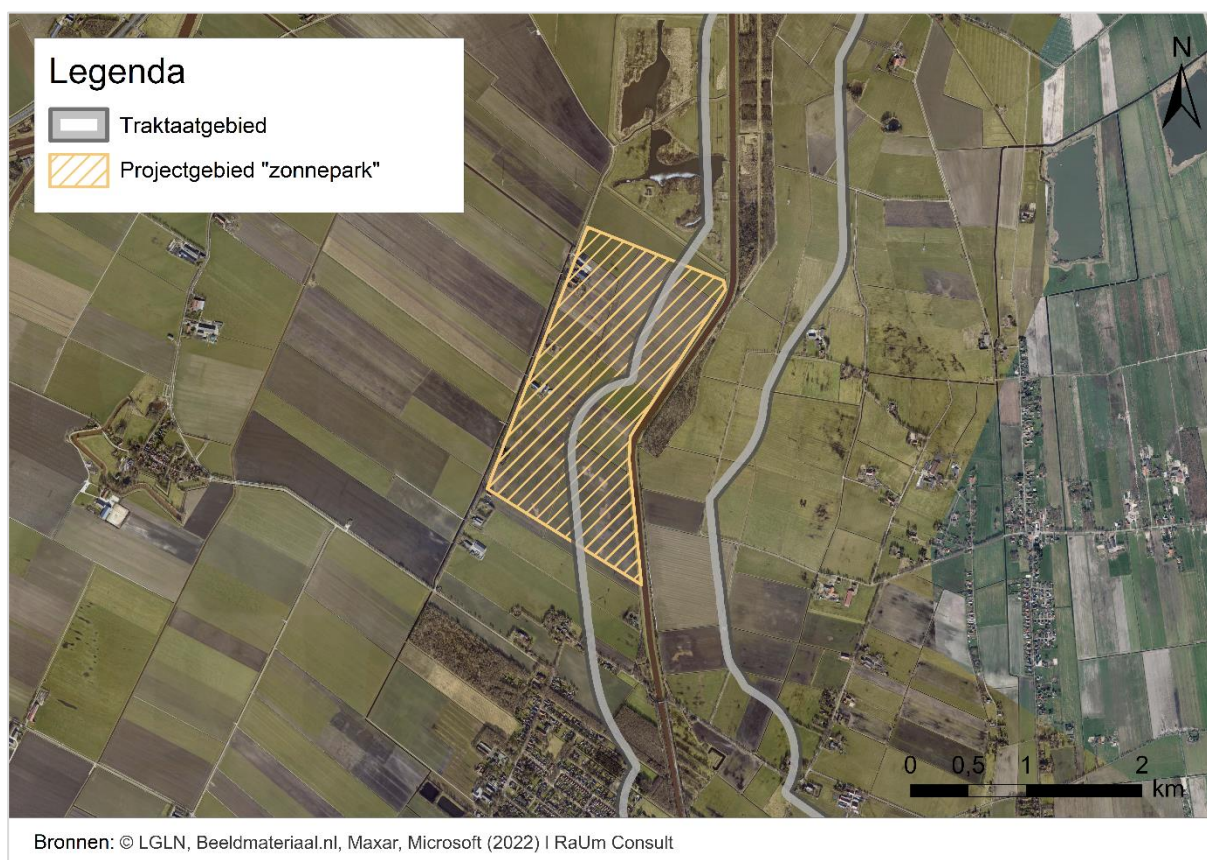 Legenda
Traktaatgebied
Projectgebied "zonnepark"
N
0 0,5 1 2
km
Bronnen: © LGLN, Beeldmateriaal.nl, Maxar, Microsoft (2022) I RaUm Consult